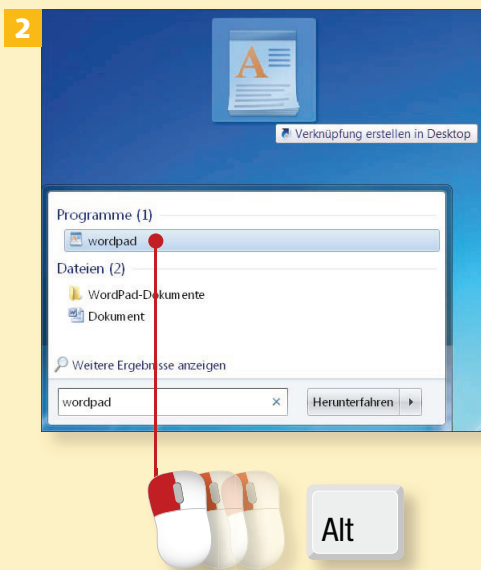 2
A
Verknüpfung erstellen in Desktop
Programme (1)
wordpad
Dateien (2)
WordPad-Dokumente
Dokument
Weitere Ergebnisse anzeigen
wordpad
Herunterfahren
Alt